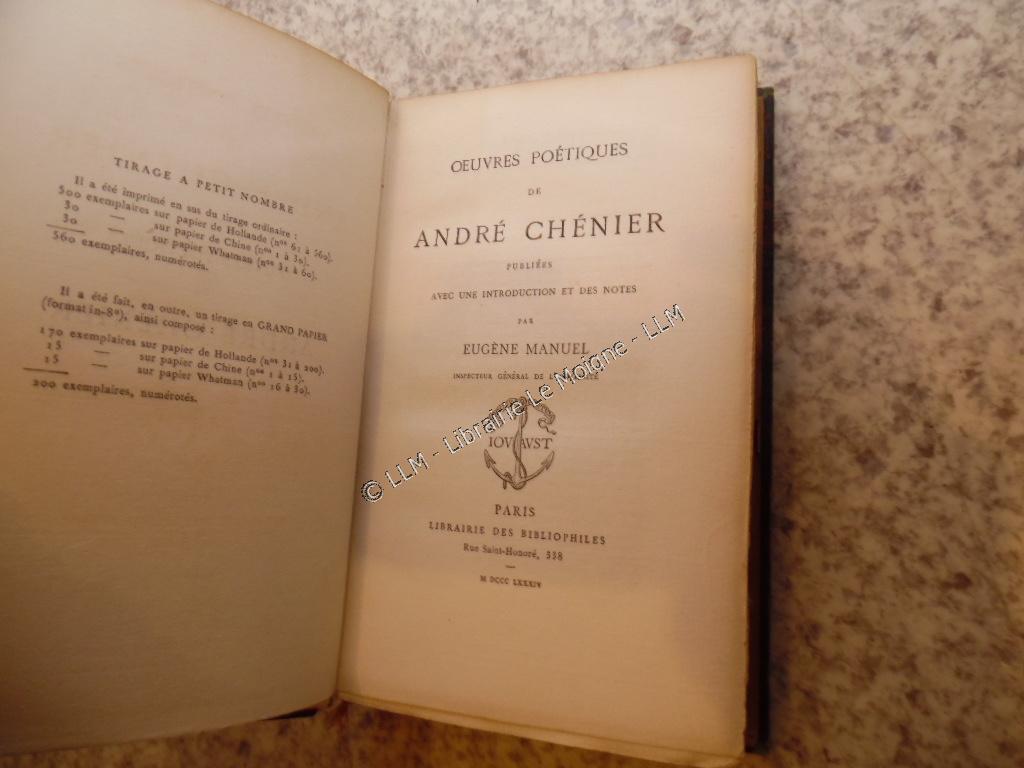 TIRAGE A PETIT NOMBRE
Il a été imprimé en sus du tirage ordinaire :
500 exemplaires sur papier de Hollande (nos 61 à 560).
30 — sur papier de Chine (nos 1 à 30).
30 — sur papier Whatman (nos 31 à 60).
560 exemplaires, numérotés.
Il a été fait, en outre, un tirage en GRAND PAPIER
(format in-8º), ainsi composé :
170 exemplaires sur papier de Hollande (nos 31 à 200).
15 — sur papier de Chine (nos 1 à 15).
15 — sur papier Whatman (nos 16 à 30).
200 exemplaires, numérotés.
OEUVRES POÉTIQUES
DE
ANDRÉ CHÉNIER
PUBLIÉES
AVEC UNE INTRODUCTION ET DES NOTES
PAR
EUGÈNE MANUEL
INSPECTEUR GÉNÉRAL DE
IOV AVST
PARIS
LIBRAIRIE DES BIBLIOPHILES
Rue Saint-Honoré, 338
—
M DCCC LXXXIV
© LLM - Librairie Le Moigne - LLM